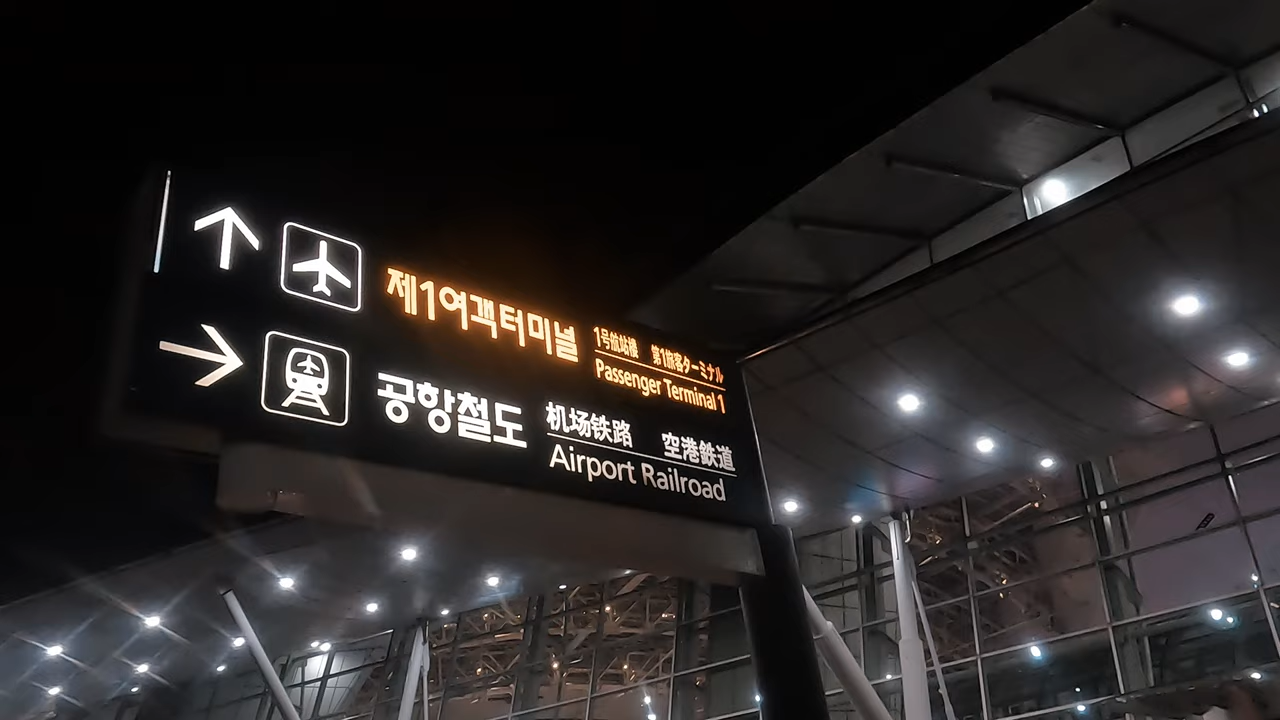 제1여객터미널
1号航站楼 第1旅客ターミナル
Passenger Terminal 1
공항철도
机场铁路 空港鉄道
Airport Railroad